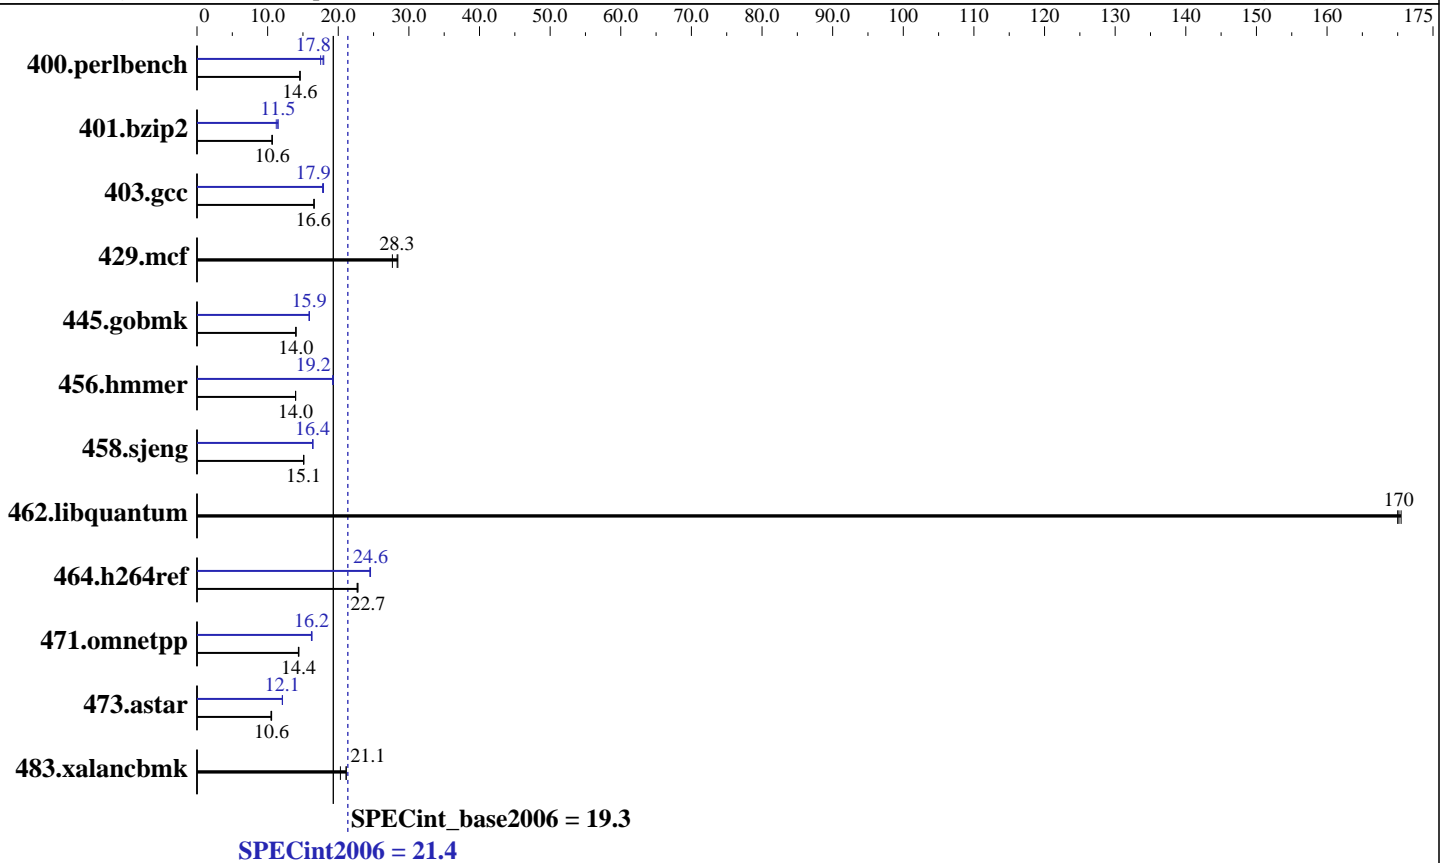 0 10.0 20.0 30.0 40.0 50.0 60.0 70.0 80.0 90.0 100 110 120 130 140 150 160 175
17.8
400.perlbench
14.6
11.5
401.bzip2
10.6
17.9
403.gcc
16.6
28.3
429.mcf
15.9
445.gobmk
14.0
19.2
456.hmmer
14.0
16.4
458.sjeng
15.1
170
462.libquantum
24.6
464.h264ref
22.7
16.2
471.omnetpp
14.4
12.1
473.astar
10.6
21.1
483.xalancbmk
SPECint_base2006 = 19.3
SPECint2006 = 21.4